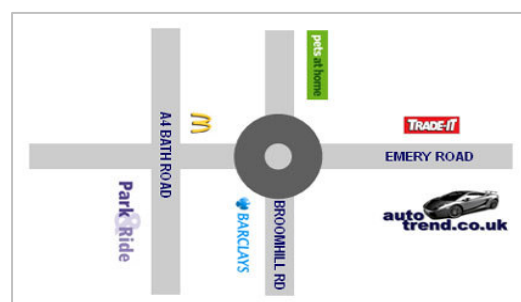 pets at home
A4 BATH ROAD
TRADE-IT
EMERY ROAD
Park&Ride
BARCLAYS
BROOMHILL RD
auto
trend.co.uk